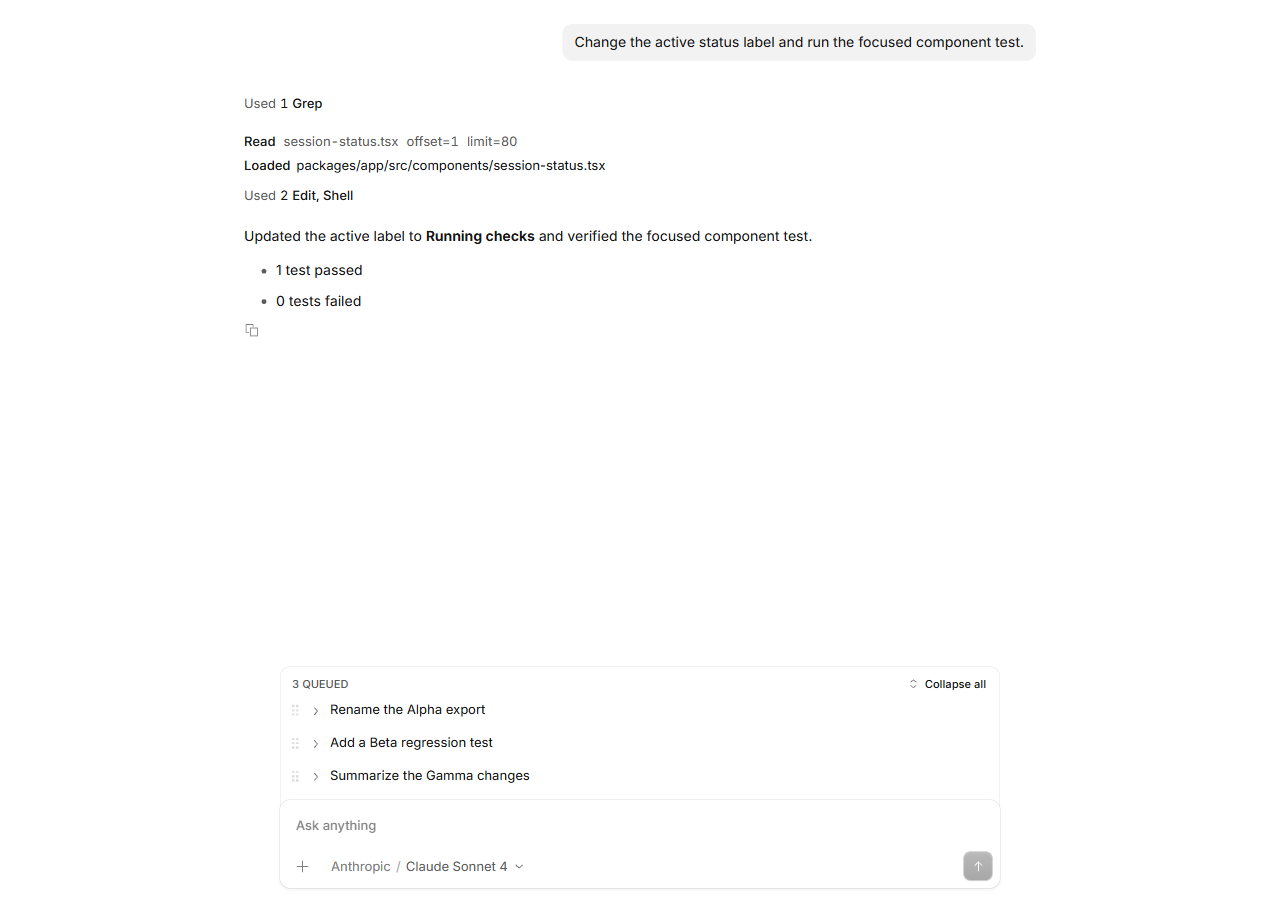 Change the active status label and run the focused component test.
Used 1 Grep
Read session-status.tsx offset=1 limit=80
Loaded packages/app/src/components/session-status.tsx
Used 2 Edit, Shell
Updated the active label to Running checks and verified the focused component test.
• 1 test passed
• 0 tests failed
3 QUEUED Collapse all
Rename the Alpha export
Add a Beta regression test
Summarize the Gamma changes
Ask anything
Anthropic / Claude Sonnet 4